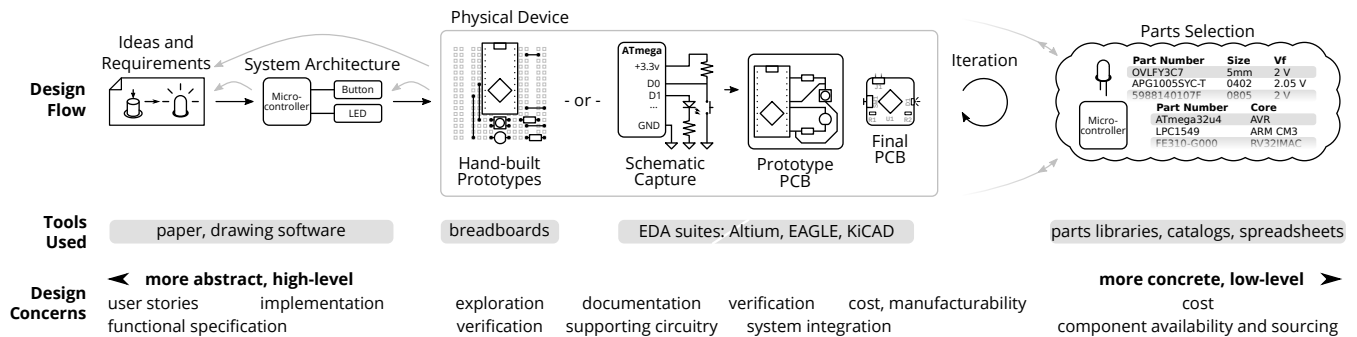 Physical Device
Ideas and
Requirements
System Architecture
Iteration
Parts Selection
Design
Flow
Micro-
controller
Button
LED
- or -
ATmega
+3.3v
D0
D1
...
GND
Hand-built
Prototypes
Schematic
Capture
Prototype
PCB
J1
R1
U1
R2
Final
PCB
Part Number Size Vf
OVLFY3C7 5mm 2 V
APG1005SYC-T 0402 2.05 V
5988140107F 0805 2 V
Micro-
controller
Part Number Core
ATmega32u4 AVR
LPC1549 ARM CM3
FE310-G000 RV32IMAC
Tools
Used
paper, drawing software
breadboards
EDA suites: Altium, EAGLE, KiCAD
parts libraries, catalogs, spreadsheets
Design
Concerns
more abstract, high-level
more concrete, low-level
user stories implementation
functional specification
exploration
verification
documentation
supporting circuitry
verification
system integration
cost, manufacturability
cost
component availability and sourcing